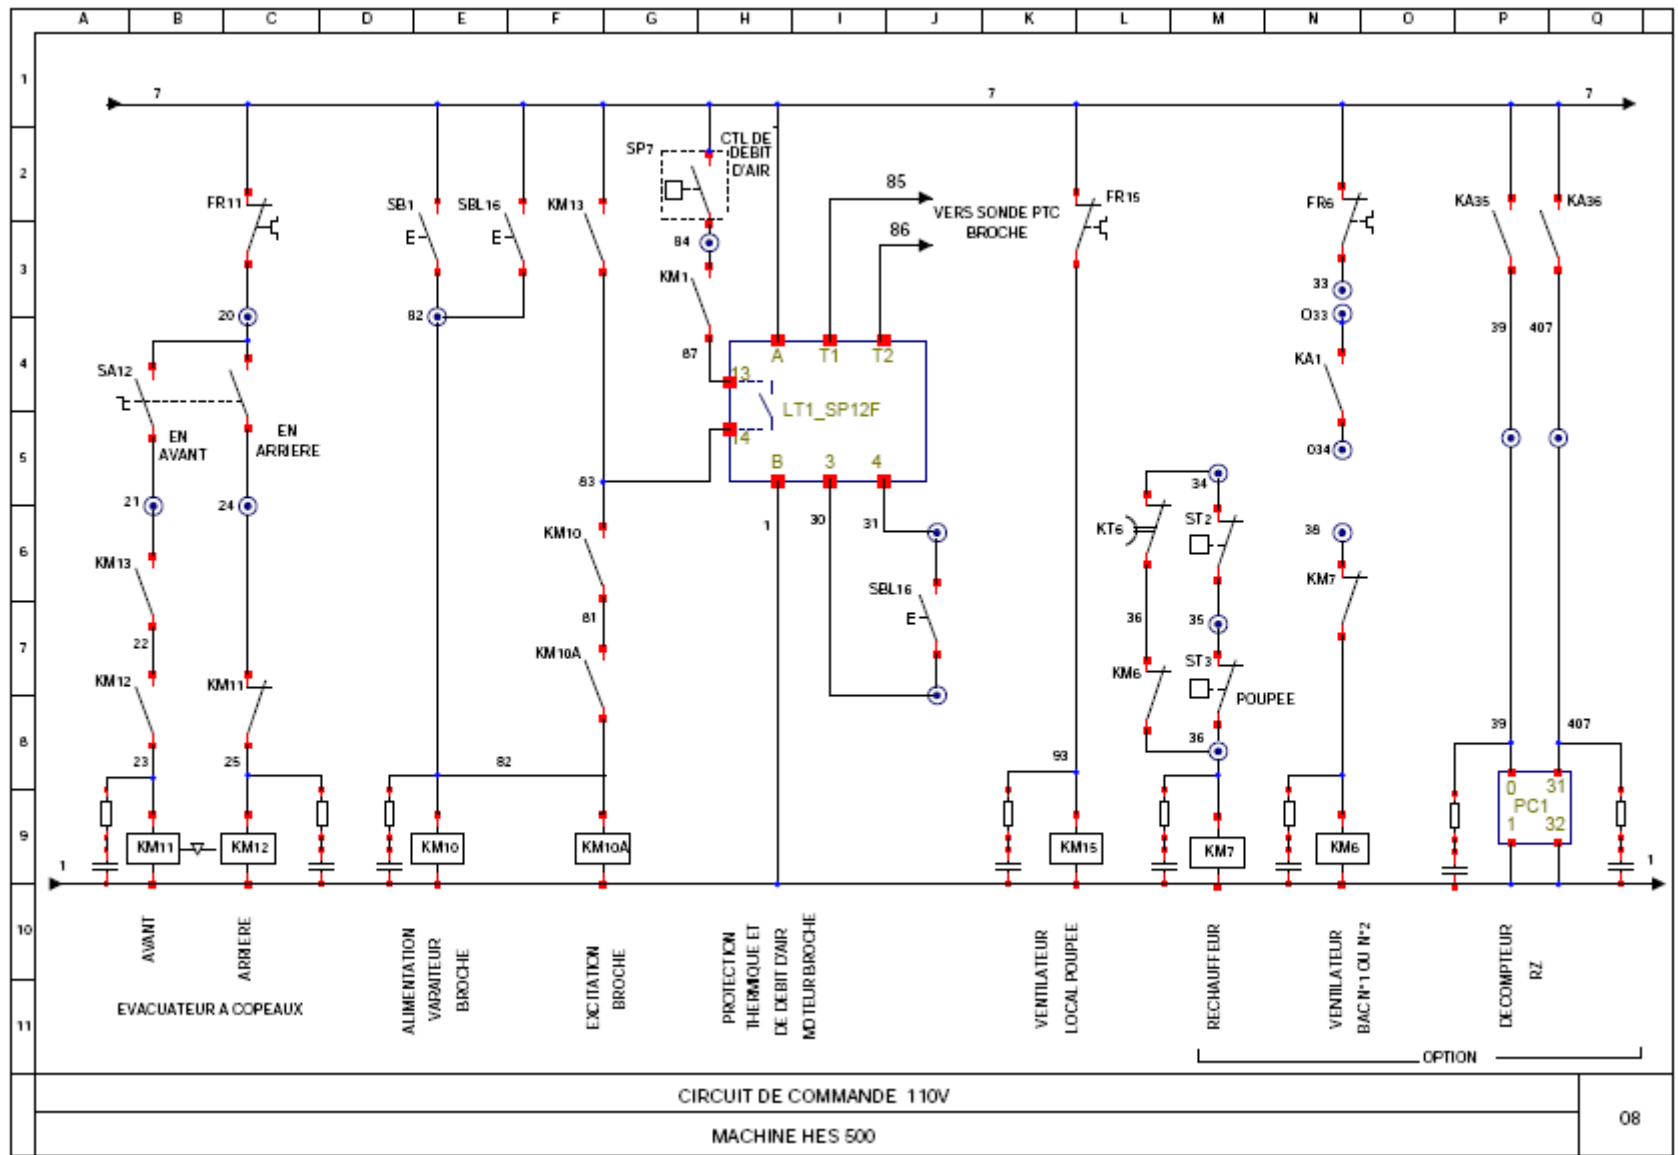 A B C D E F G H I J K L M N O P Q
1
2
3
4
5
6
7
8
9
10
11
7 7 7
SP7
CTL DE
DEBIT
D'AIR
FR11
SB1
SBL16
KM13
85
VERS SONDE PTC
BROCHE
86
FR15
FR6
KA35
KA36
84
KM1
20
82
33
O33
39
407
87
A T1 T2
13
LT1_SP12F
14
B 3 4
SA12
EN
AVANT
EN
ARRIERE
KA1
034
21
24
83
1
30
31
34
38
KM13
KM10
KT6
ST2
KM7
SBL16
22
81
36
35
KM12
KM11
KM10A
KM6
ST3
POUPEE
23
25
82
93
36
39
407
0 31
PC1
1 32
KM11
KM12
KM10
KM10A
KM15
KM7
KM6
1
1
AVANT
ARRIERE
EVACUATEUR A COPEAUX
ALIMENTATION
VARAITEUR
BROCHE
EXCITATION
BROCHE
PROTECTION
THERMIQUE ET
DE DEBIT D'AIR
MOTEUR BROCHE
VENTILATEUR
LOCAL POUPEE
RECHAUFFEUR
VENTILATEUR
BAC N°1 OU N°2
DECOMPTEUR
RZ
OPTION
CIRCUIT DE COMMANDE 110V
MACHINE HES 500
08